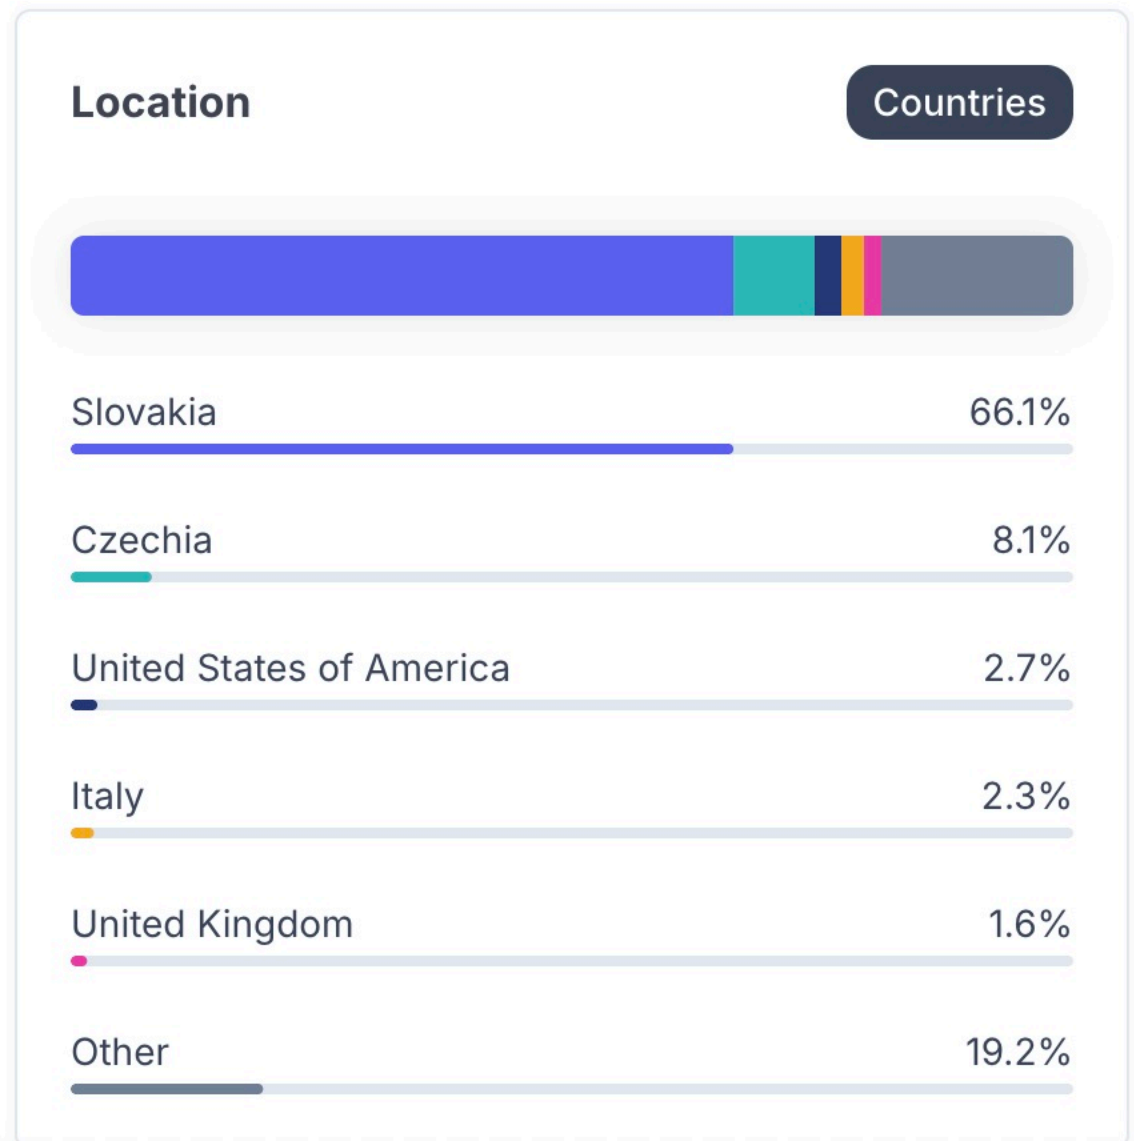 Location
Countries
Slovakia 66.1%
Czechia 8.1%
United States of America 2.7%
Italy 2.3%
United Kingdom 1.6%
Other 19.2%